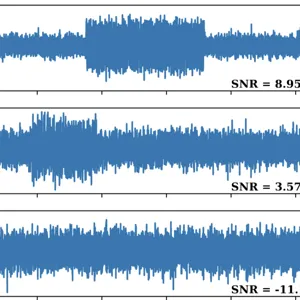 SNR = 8.95
SNR = 3.57
SNR = -11.